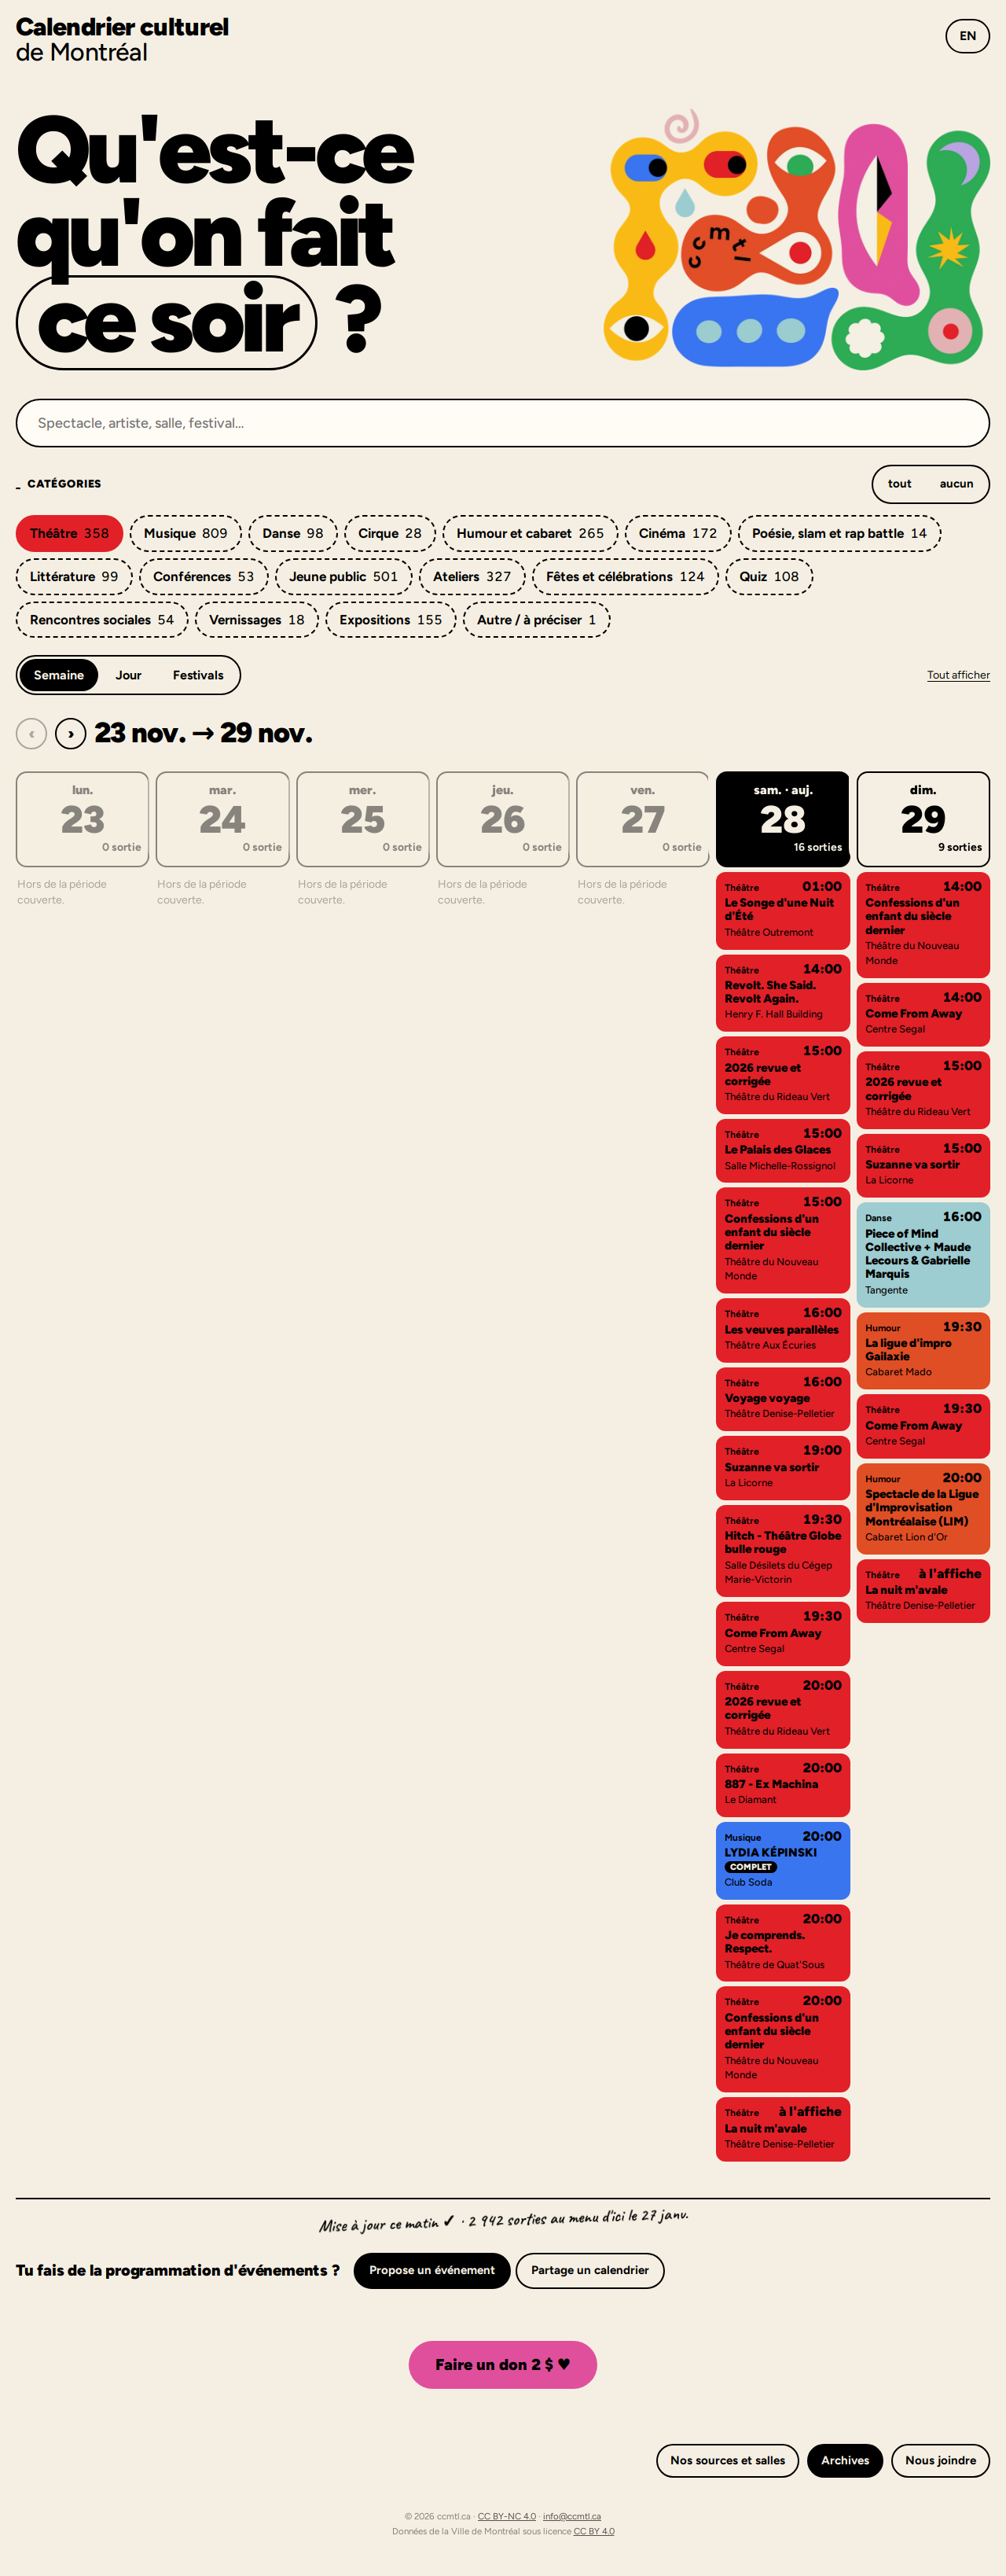 Calendrier culturel
de Montréal
EN
Qu'est-ce
qu'on fait
ce soir ?
ccmtl
Spectacle, artiste, salle, festival…
_ CATÉGORIES
tout aucun
Théâtre 358 Musique 809 Danse 98 Cirque 28 Humour et cabaret 265 Cinéma 172 Poésie, slam et rap battle 14
Littérature 99 Conférences 53 Jeune public 501 Ateliers 327 Fêtes et célébrations 124 Quiz 108
Rencontres sociales 54 Vernissages 18 Expositions 155 Autre / à préciser 1
Semaine Jour Festivals
Tout afficher
‹ › 23 nov. → 29 nov.
lun.
23
0 sortie
Hors de la période
couverte.
mar.
24
0 sortie
Hors de la période
couverte.
mer.
25
0 sortie
Hors de la période
couverte.
jeu.
26
0 sortie
Hors de la période
couverte.
ven.
27
0 sortie
Hors de la période
couverte.
sam. · auj.
28
16 sorties
Théâtre 01:00
Le Songe d'une Nuit
d'Été
Théâtre Outremont
Théâtre 14:00
Revolt. She Said.
Revolt Again.
Henry F. Hall Building
Théâtre 15:00
2026 revue et
corrigée
Théâtre du Rideau Vert
Théâtre 15:00
Le Palais des Glaces
Salle Michelle-Rossignol
Théâtre 15:00
Confessions d'un
enfant du siècle
dernier
Théâtre du Nouveau
Monde
Théâtre 16:00
Les veuves parallèles
Théâtre Aux Écuries
Théâtre 16:00
Voyage voyage
Théâtre Denise-Pelletier
Théâtre 19:00
Suzanne va sortir
La Licorne
Théâtre 19:30
Hitch - Théâtre Globe
bulle rouge
Salle Désilets du Cégep
Marie-Victorin
Théâtre 19:30
Come From Away
Centre Segal
Théâtre 20:00
2026 revue et
corrigée
Théâtre du Rideau Vert
Théâtre 20:00
887 - Ex Machina
Le Diamant
Musique 20:00
LYDIA KÉPINSKI
COMPLET
Club Soda
Théâtre 20:00
Je comprends.
Respect.
Théâtre de Quat'Sous
Théâtre 20:00
Confessions d'un
enfant du siècle
dernier
Théâtre du Nouveau
Monde
Théâtre à l'affiche
La nuit m'avale
Théâtre Denise-Pelletier
dim.
29
9 sorties
Théâtre 14:00
Confessions d'un
enfant du siècle
dernier
Théâtre du Nouveau
Monde
Théâtre 14:00
Come From Away
Centre Segal
Théâtre 15:00
2026 revue et
corrigée
Théâtre du Rideau Vert
Théâtre 15:00
Suzanne va sortir
La Licorne
Danse 16:00
Piece of Mind
Collective + Maude
Lecours & Gabrielle
Marquis
Tangente
Humour 19:30
La ligue d'impro
Gailaxie
Cabaret Mado
Théâtre 19:30
Come From Away
Centre Segal
Humour 20:00
Spectacle de la Ligue
d'Improvisation
Montréalaise (LIM)
Cabaret Lion d'Or
Théâtre à l'affiche
La nuit m'avale
Théâtre Denise-Pelletier
Mise à jour ce matin ✓ · 2 942 sorties au menu d'ici le 27 janv.
Tu fais de la programmation d'événements ? Propose un événement Partage un calendrier
Faire un don 2 $ ♥
Nos sources et salles Archives Nous joindre
© 2026 ccmtl.ca · CC BY-NC 4.0 · info@ccmtl.ca
Données de la Ville de Montréal sous licence CC BY 4.0